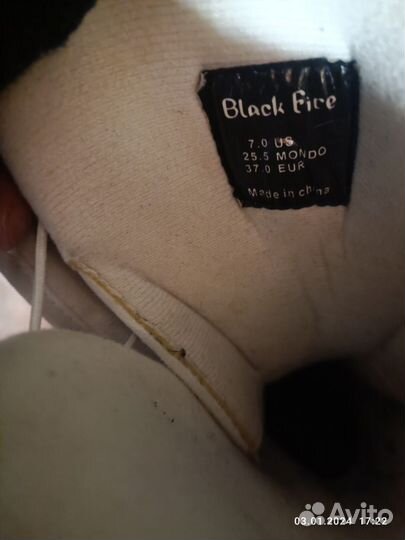 Black Fire
7.0 US
25.5 MONDO
37.0 EUR
Made in china
03.01.2024 17:22
Avito